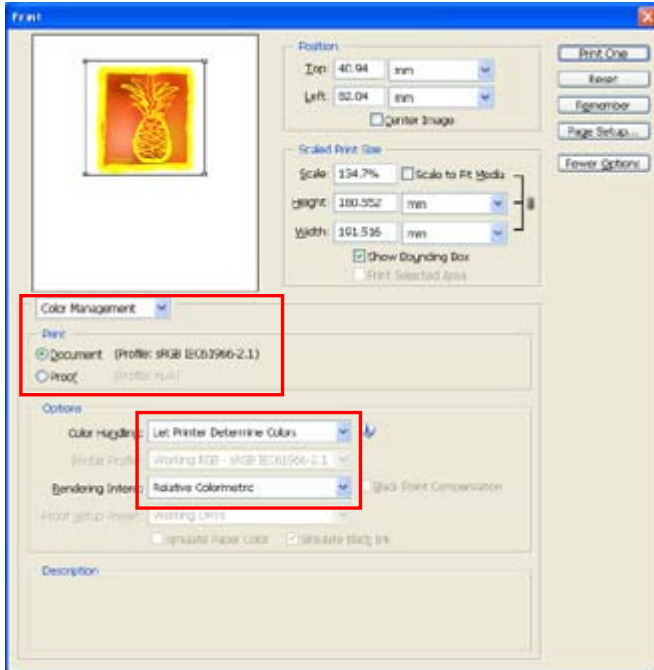 Print
Position
Top: 40.94 mm
Left: 82.04 mm
Center Image
Scaled Print Size
Scale: 134.7% Scale to Fit Media
Height: 180.552 mm
Width: 191.516 mm
Show Bounding Box
Print Selected Area
Print One
Reset
Remember
Page Setup...
Fewer Options
Color Management
Print
Document (Profile: sRGB IEC61966-2.1)
Proof (Profile: N/A)
Options
Color Handling: Let Printer Determine Colors
Printer Profile: Working RGB - sRGB IEC61966-2.1
Rendering Intent: Relative Colorimetric Black Point Compensation
Proof Setup Preset: Working CMYK
Simulate Paper Color Simulate Black Ink
Description